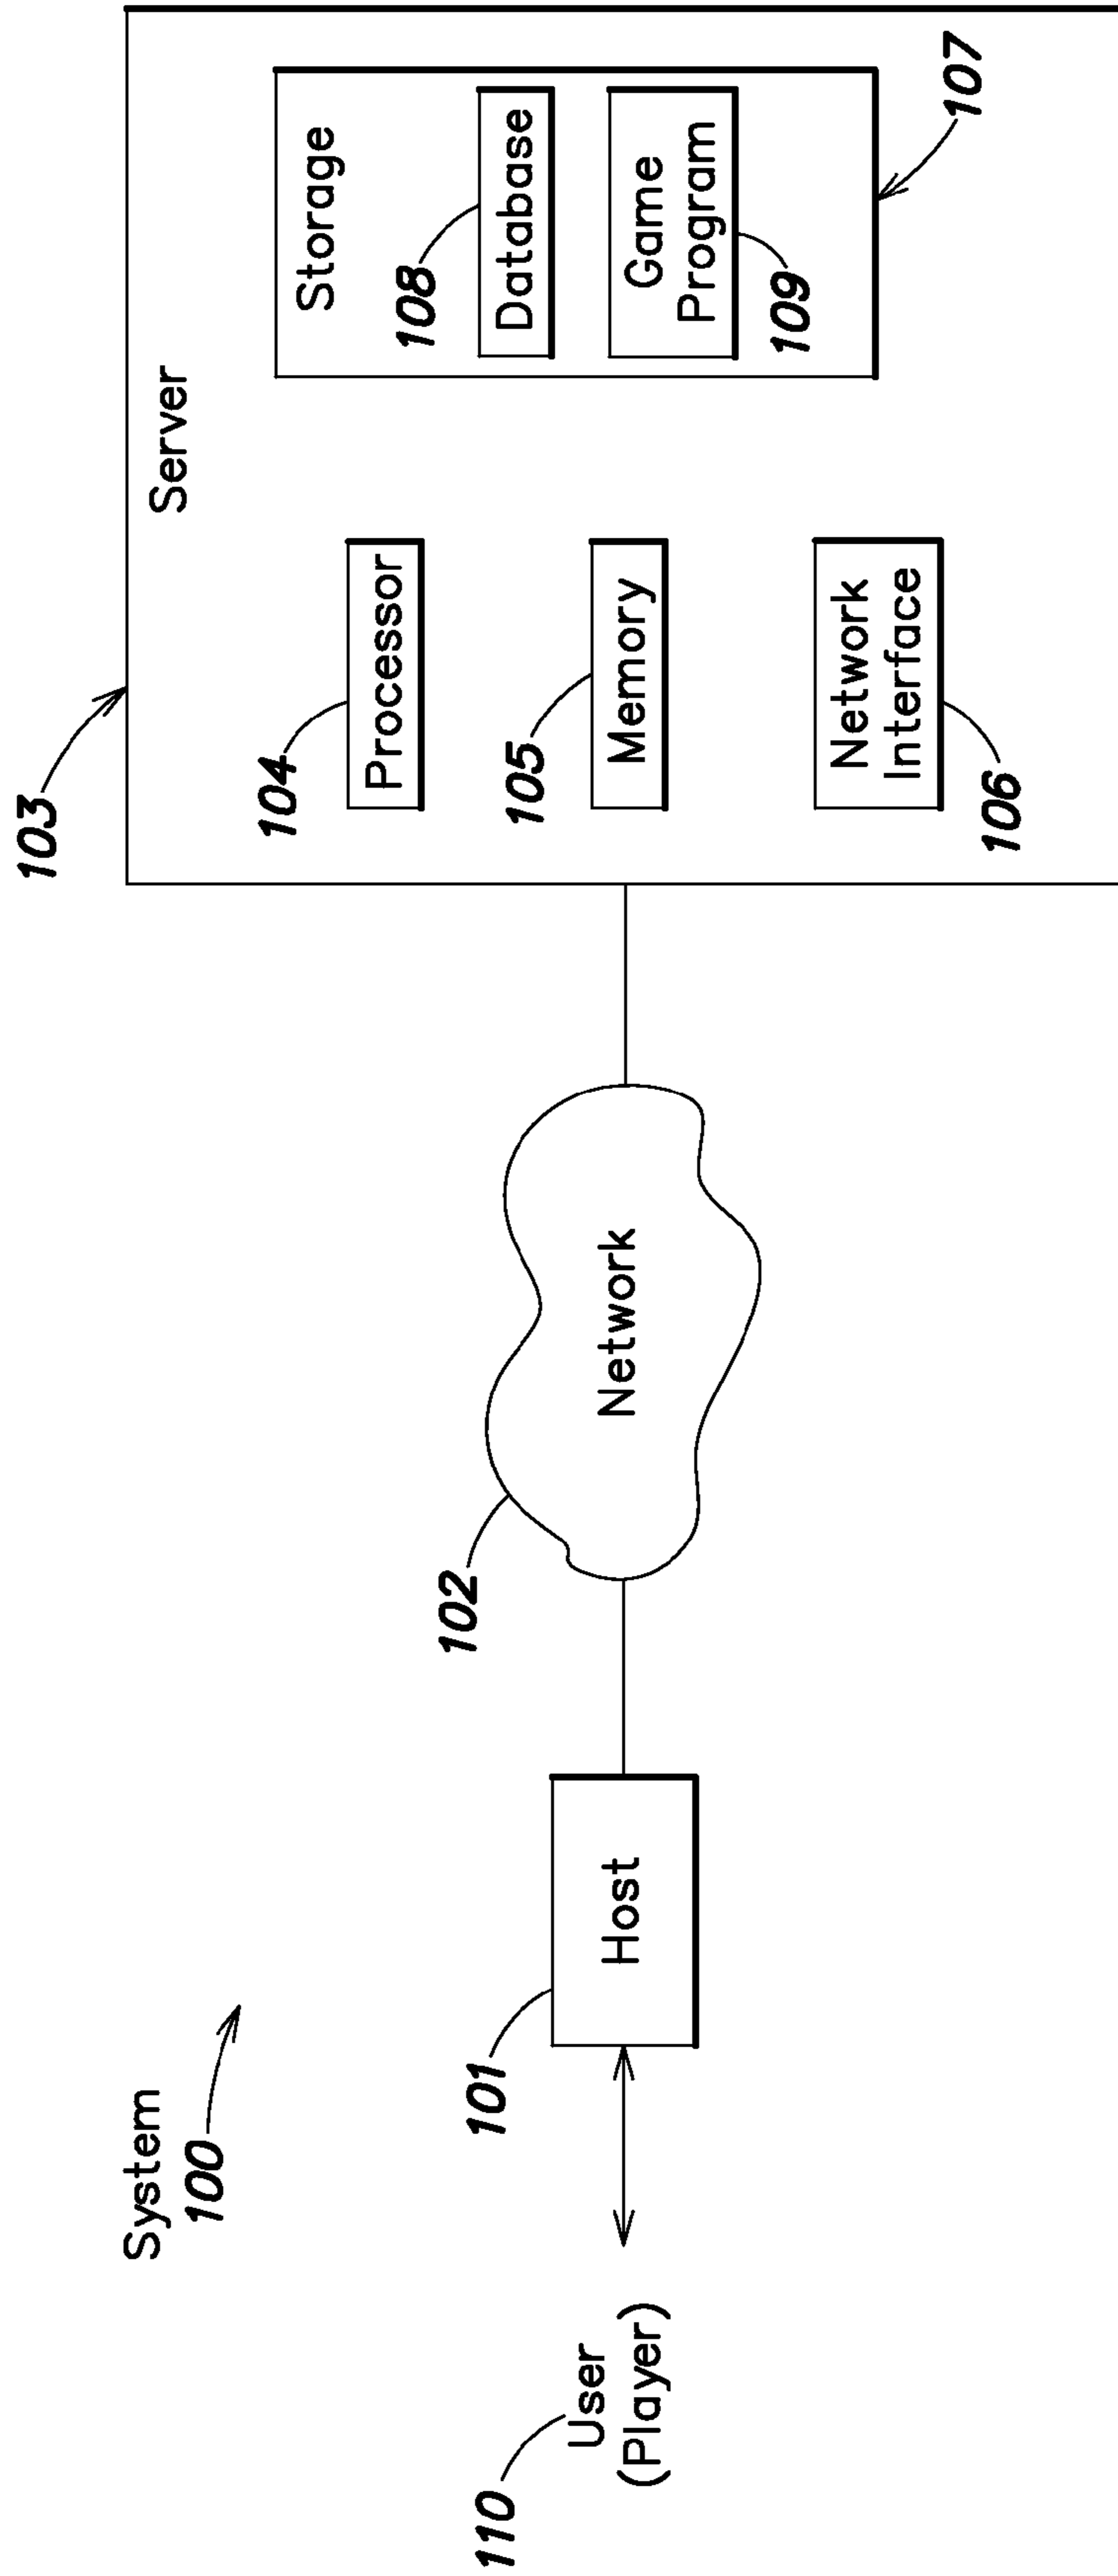 System
100
110
User
(Player)
101
Host
102
Network
103
Server
104
Processor
105
Memory
Network
Interface
106
Storage
108
Database
Game
Program
109
107